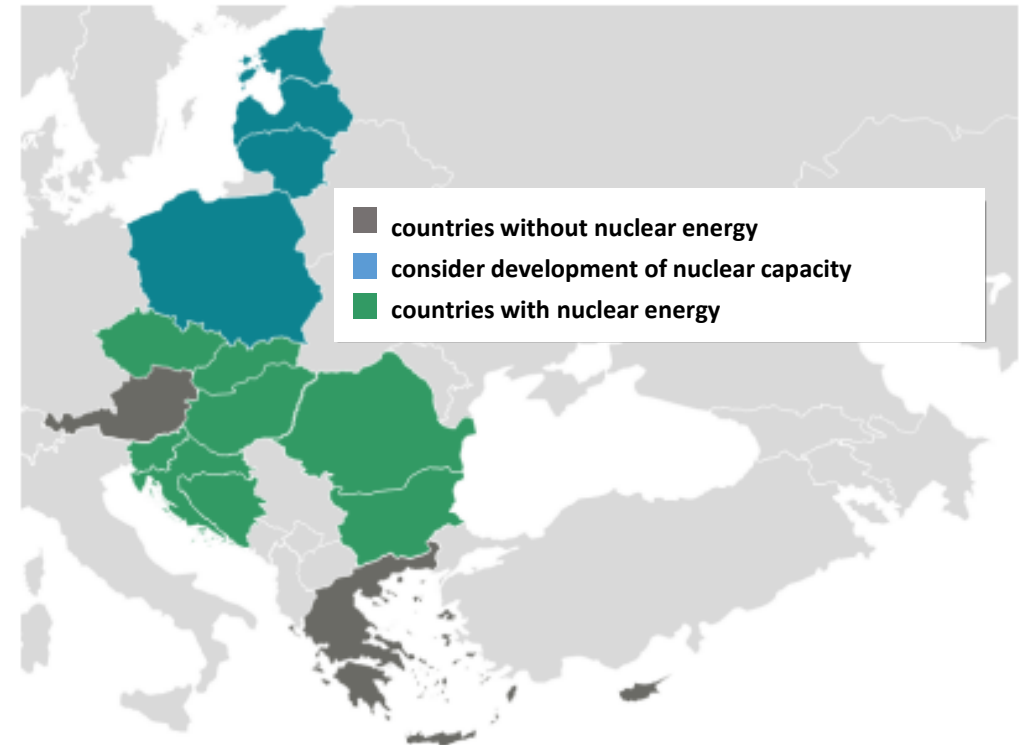 countries without nuclear energy
consider development of nuclear capacity
countries with nuclear energy